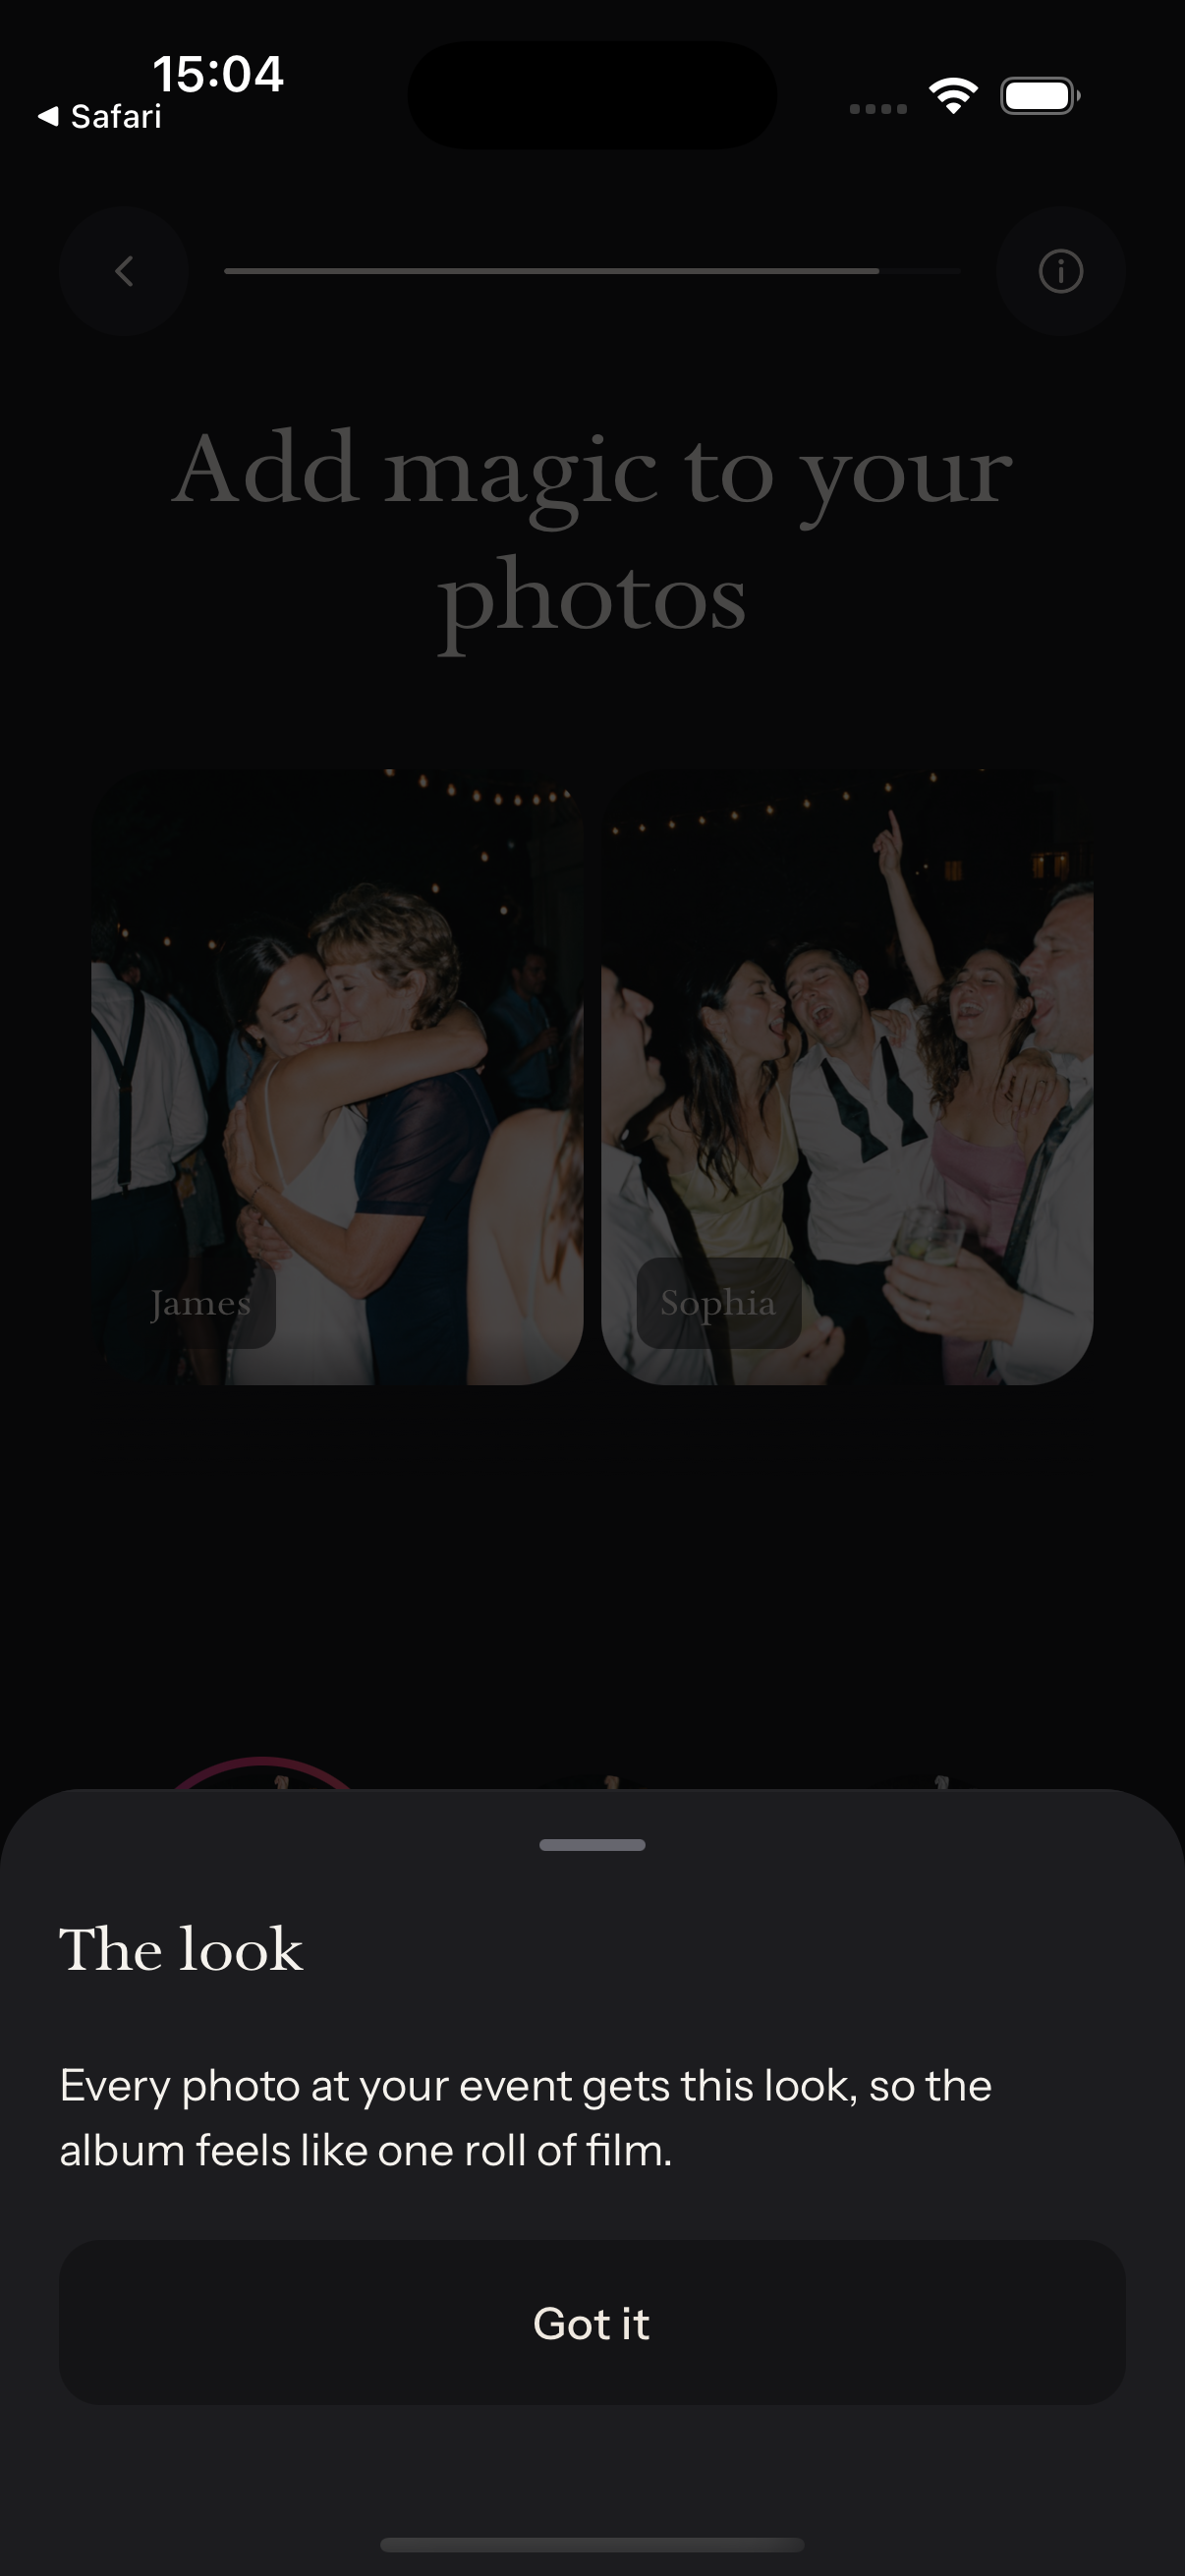 15:04
Safari
Add magic to your
photos
James
Sophia
The look
Every photo at your event gets this look, so the
album feels like one roll of film.
Got it